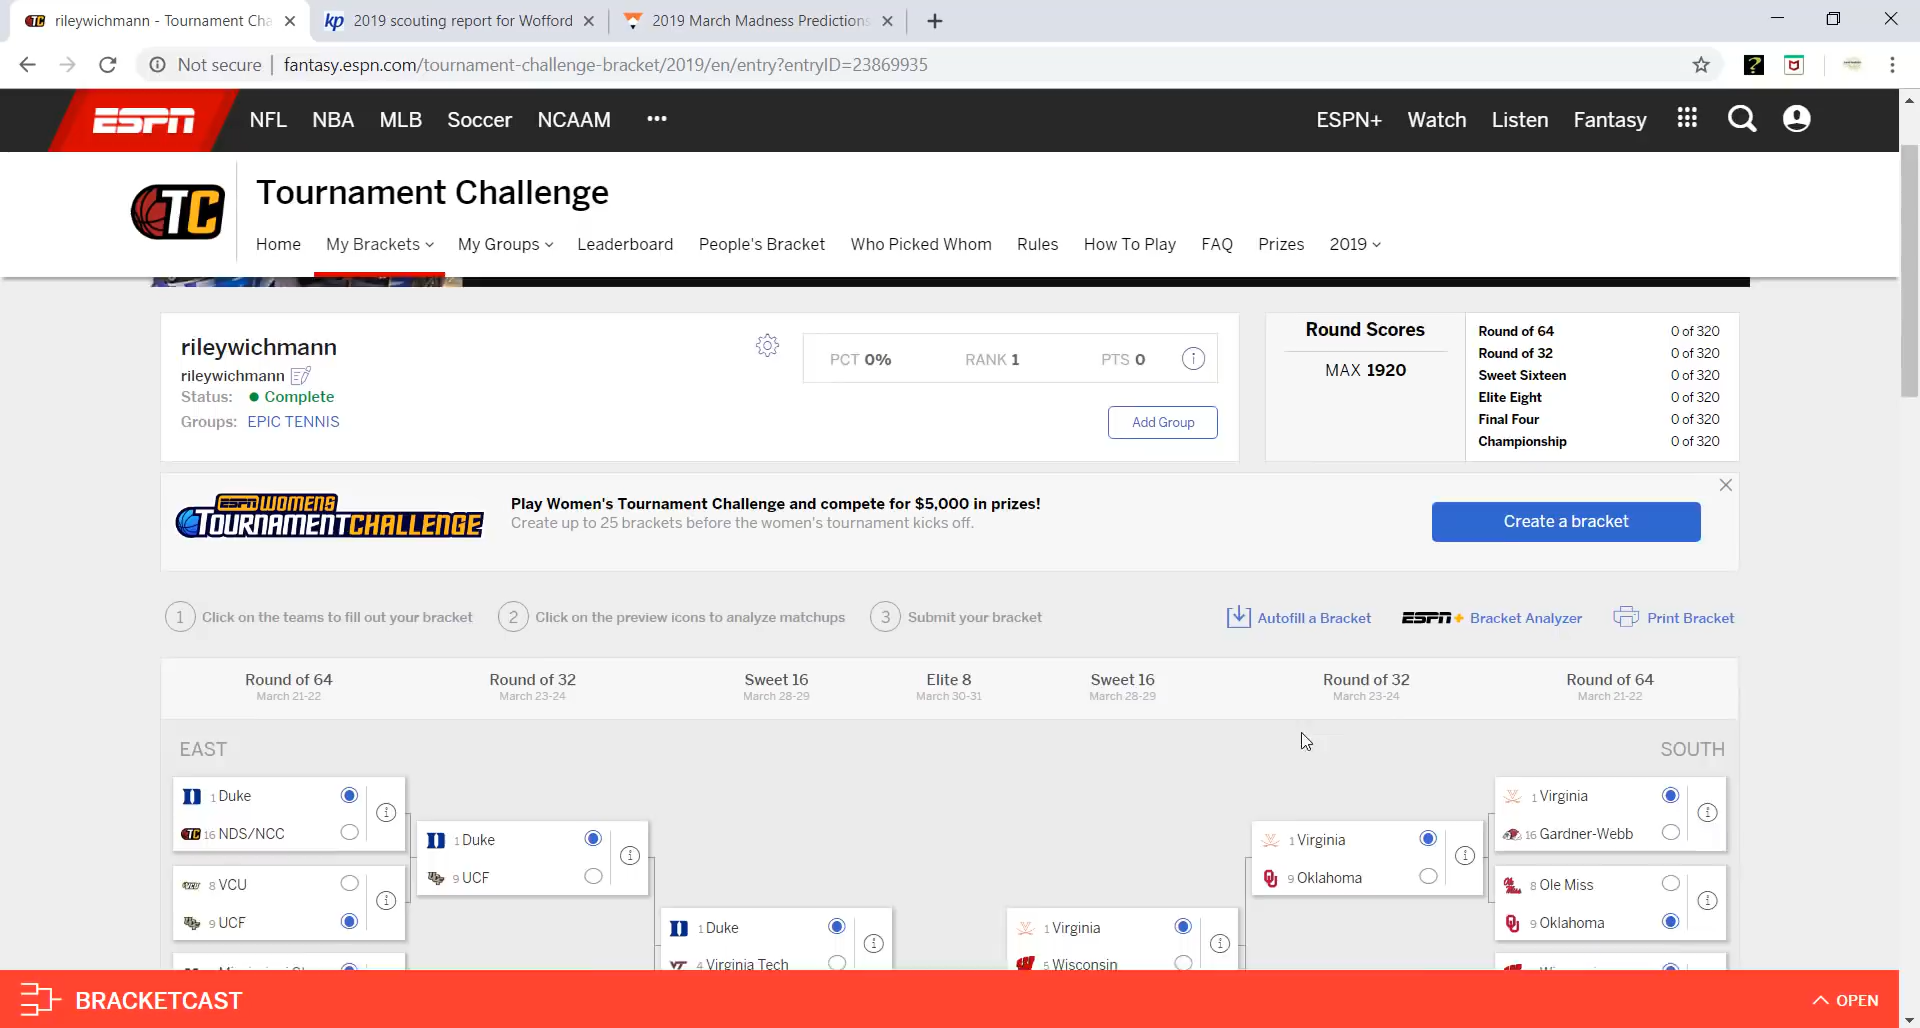 rileywichmann - Tournament Cha
kp 2019 scouting report for Wofford
2019 March Madness Predictions
Not secure | fantasy.espn.com/tournament-challenge-bracket/2019/en/entry?entryID=23869935
ESPN NFL NBA MLB Soccer NCAAM ••• ESPN+ Watch Listen Fantasy
TC
Tournament Challenge
Home My Brackets My Groups Leaderboard People's Bracket Who Picked Whom Rules How To Play FAQ Prizes 2019
rileywichmann
rileywichmann
Status: Complete
Groups: EPIC TENNIS
PCT 0% RANK 1 PTS 0
Add Group
Round Scores
MAX 1920
Round of 64 0 of 320
Round of 32 0 of 320
Sweet Sixteen 0 of 320
Elite Eight 0 of 320
Final Four 0 of 320
Championship 0 of 320
ESPN WOMENS
TOURNAMENTCHALLENGE
Play Women's Tournament Challenge and compete for $5,000 in prizes!
Create up to 25 brackets before the women's tournament kicks off.
Create a bracket
1 Click on the teams to fill out your bracket 2 Click on the preview icons to analyze matchups 3 Submit your bracket
Autofill a Bracket ESPN+ Bracket Analyzer Print Bracket
Round of 64 Round of 32 Sweet 16 Elite 8 Sweet 16 Round of 32 Round of 64
March 21-22 March 23-24 March 28-29 March 30-31 March 28-29 March 23-24 March 21-22
EAST
1 Duke
16 NDS/NCC
8 VCU
9 UCF
1 Duke
9 UCF
1 Duke
4 Virginia Tech
1 Virginia
5 Wisconsin
1 Virginia
9 Oklahoma
SOUTH
1 Virginia
16 Gardner-Webb
8 Ole Miss
9 Oklahoma
BRACKETCAST
OPEN